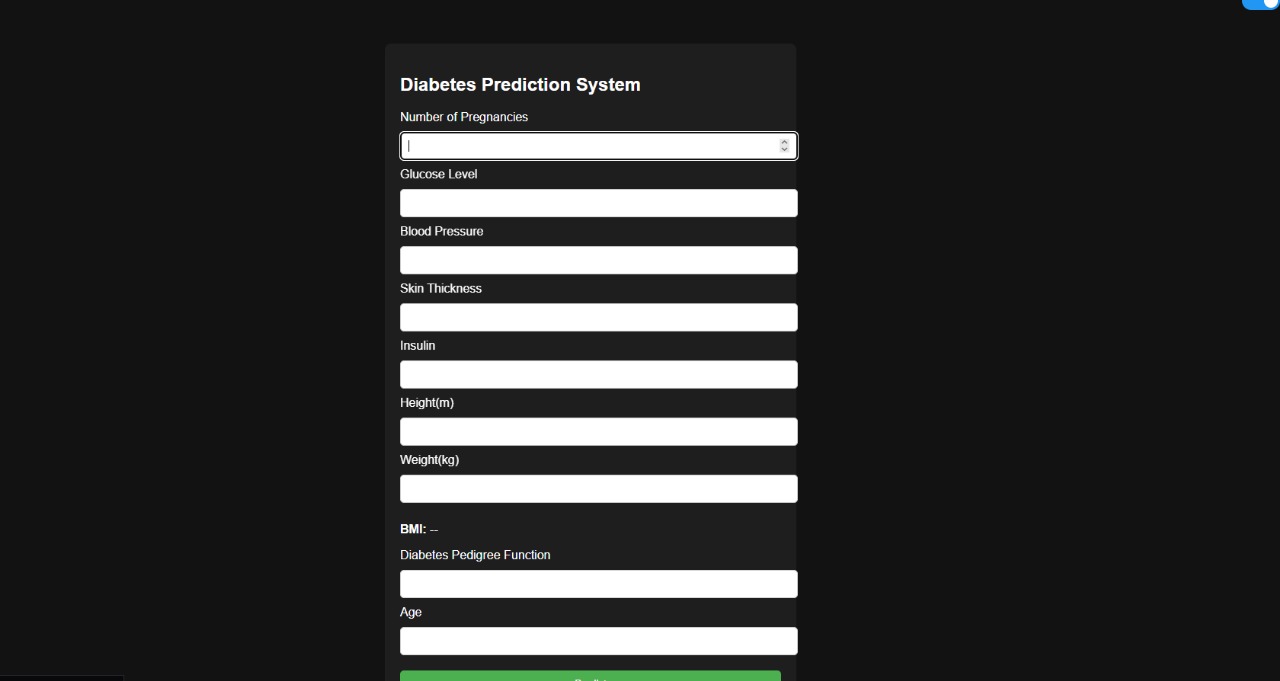 Diabetes Prediction System
Number of Pregnancies
Glucose Level
Blood Pressure
Skin Thickness
Insulin
Height(m)
Weight(kg)
BMI: --
Diabetes Pedigree Function
Age